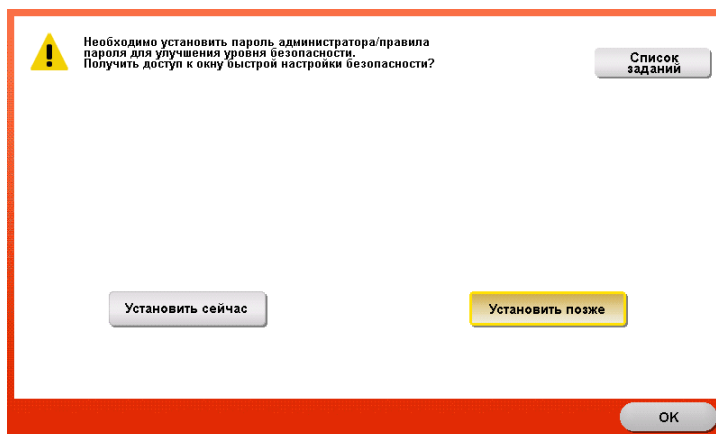 Необходимо установить пароль администратора/правила
пароля для улучшения уровня безопасности.
Получить доступ к окну быстрой настройки безопасности?
Список
заданий
Установить сейчас
Установить позже
OK